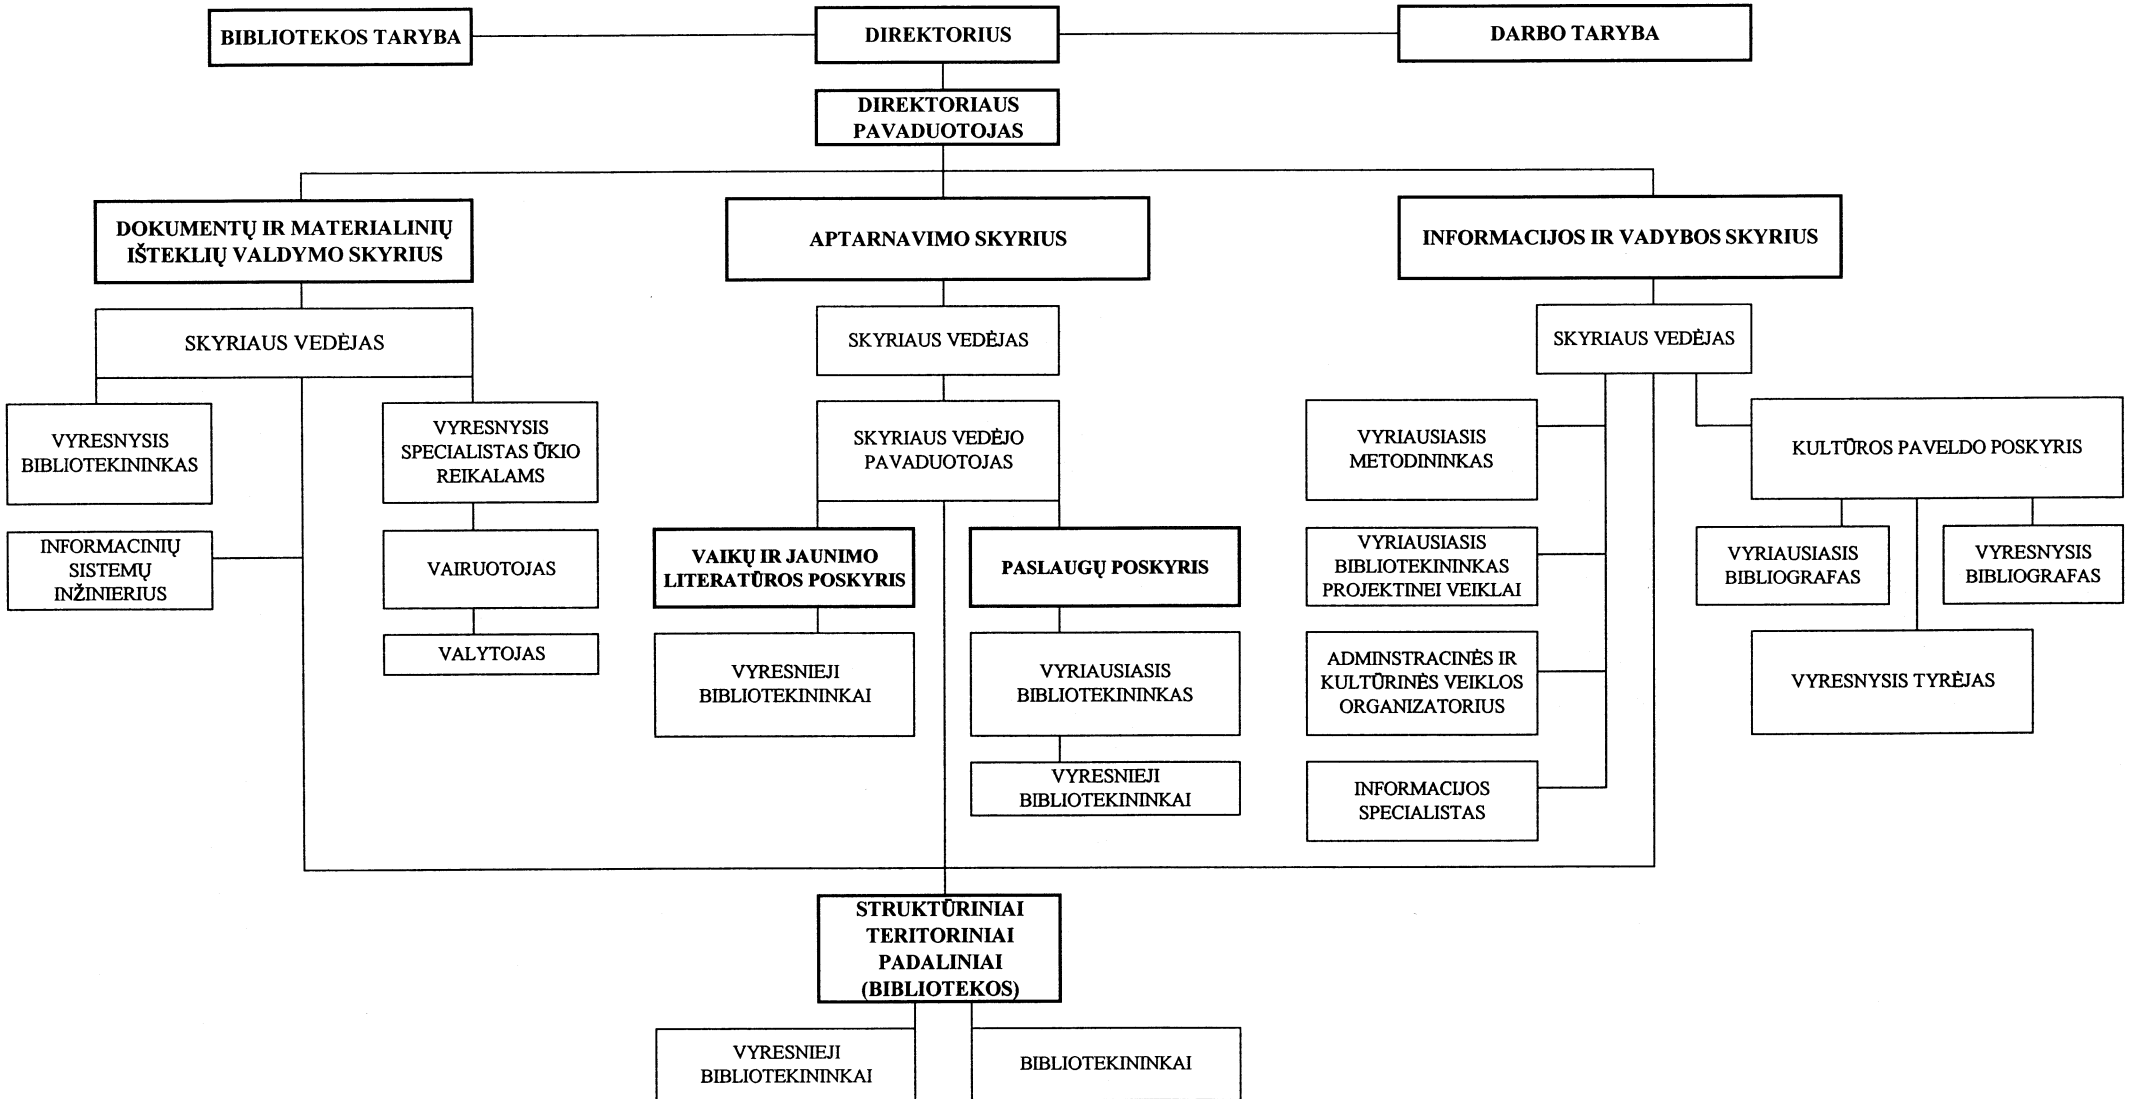 BIBLIOTEKOS TARYBA
DIREKTORIUS
DARBO TARYBA
DIREKTORIAUS
PAVADUOTOJAS
DOKUMENTŲ IR MATERIALINIŲ
IŠTEKLIŲ VALDYMO SKYRIUS
APTARNAVIMO SKYRIUS
INFORMACIJOS IR VADYBOS SKYRIUS
SKYRIAUS VEDĖJAS
SKYRIAUS VEDĖJAS
SKYRIAUS VEDĖJAS
VYRESNYSIS
BIBLIOTEKININKAS
VYRESNYSIS
SPECIALISTAS ŪKIO
REIKALAMS
SKYRIAUS VEDĖJO
PAVADUOTOJAS
VYRIAUSIASIS
METODININKAS
KULTŪROS PAVELDO POSKYRIS
INFORMACINIŲ
SISTEMŲ
INŽINIERIUS
VAIRUOTOJAS
VAIKŲ IR JAUNIMO
LITERATŪROS POSKYRIS
PASLAUGŲ POSKYRIS
VYRIAUSIASIS
BIBLIOTEKININKAS
PROJEKTINEI VEIKLAI
VYRIAUSIASIS
BIBLIOGRAFAS
VYRESNYSIS
BIBLIOGRAFAS
VALYTOJAS
VYRESNIEJI
BIBLIOTEKININKAI
VYRIAUSIASIS
BIBLIOTEKININKAS
ADMINSTRACINĖS IR
KULTŪRINĖS VEIKLOS
ORGANIZATORIUS
VYRESNYSIS TYRĖJAS
VYRESNIEJI
BIBLIOTEKININKAI
INFORMACIJOS
SPECIALISTAS
STRUKTŪRINIAI
TERITORINIAI
PADALINIAI
(BIBLIOTEKOS)
VYRESNIEJI
BIBLIOTEKININKAI
BIBLIOTEKININKAI